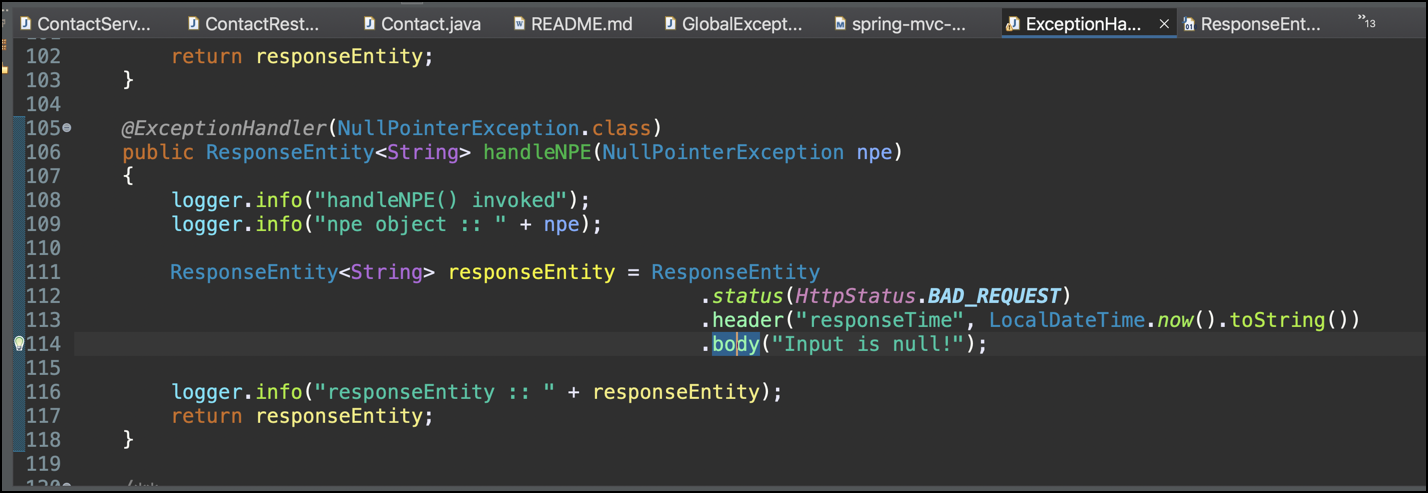 ContactServ... ContactRest... Contact.java README.md GlobalExcept... spring-mvc-... ExceptionHa... × ResponseEnt... »13
102 return responseEntity;
103 }
104
105 @ExceptionHandler(NullPointerException.class)
106 public ResponseEntity<String> handleNPE(NullPointerException npe)
107 {
108 logger.info("handleNPE() invoked");
109 logger.info("npe object :: " + npe);
110
111 ResponseEntity<String> responseEntity = ResponseEntity
112 .status(HttpStatus.BAD_REQUEST)
113 .header("responseTime", LocalDateTime.now().toString())
114 .body("Input is null!");
115
116 logger.info("responseEntity :: " + responseEntity);
117 return responseEntity;
118 }
119